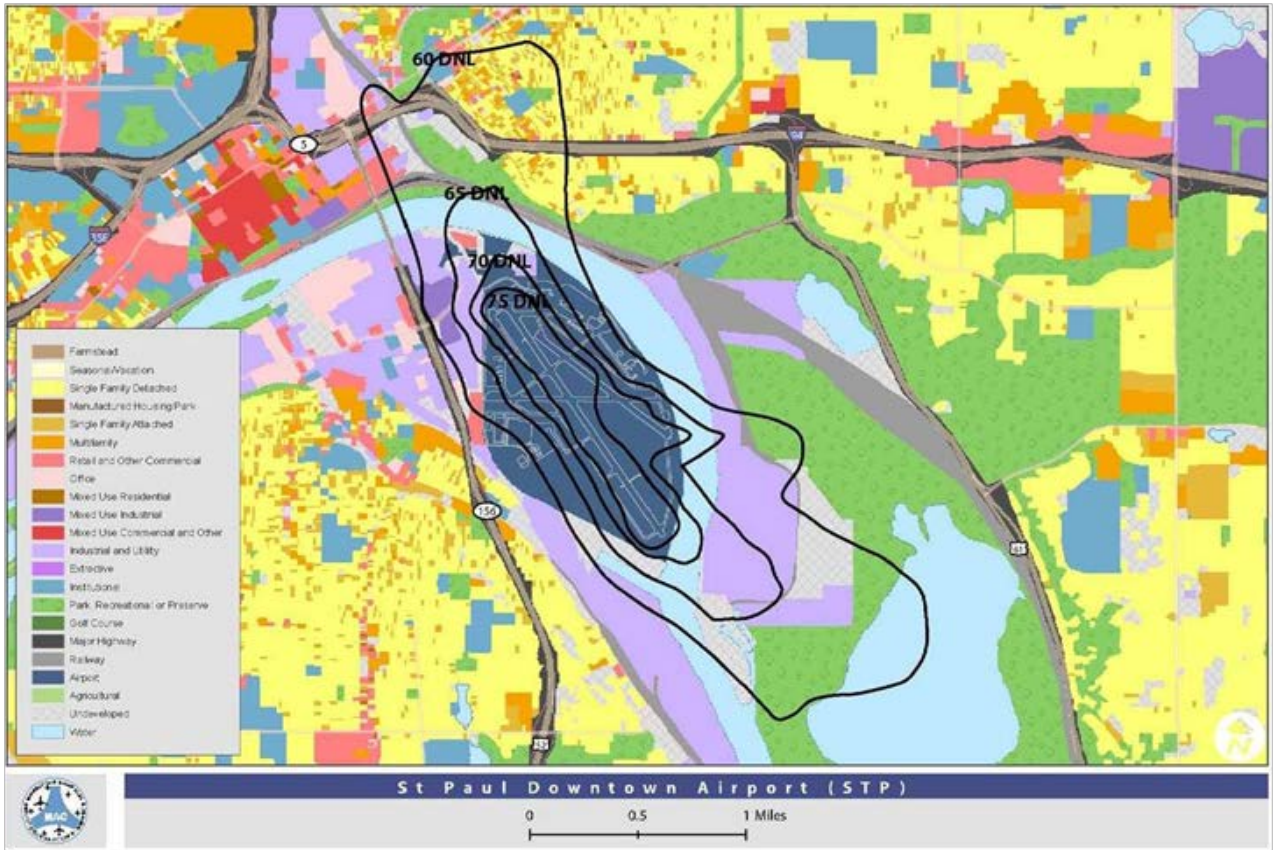 60 DNL
5
94
65 DNL
35E
70 DNL
75 DNL
Farmstead
Seasonal/Vacation
Single Family Detached
Manufactured Housing Park
Single Family Attached
Multifamily
Retail and Other Commercial
Office
Mixed Use Residential
Mixed Use Industrial
Mixed Use Commercial and Other
Industrial and Utility
Extractive
Institutional
Park, Recreational or Preserve
Golf Course
Major Highway
Railway
Airport
Agricultural
Undeveloped
Water
156
61
52
N
St Paul Downtown Airport (STP)
MAC
0 0.5 1 Miles